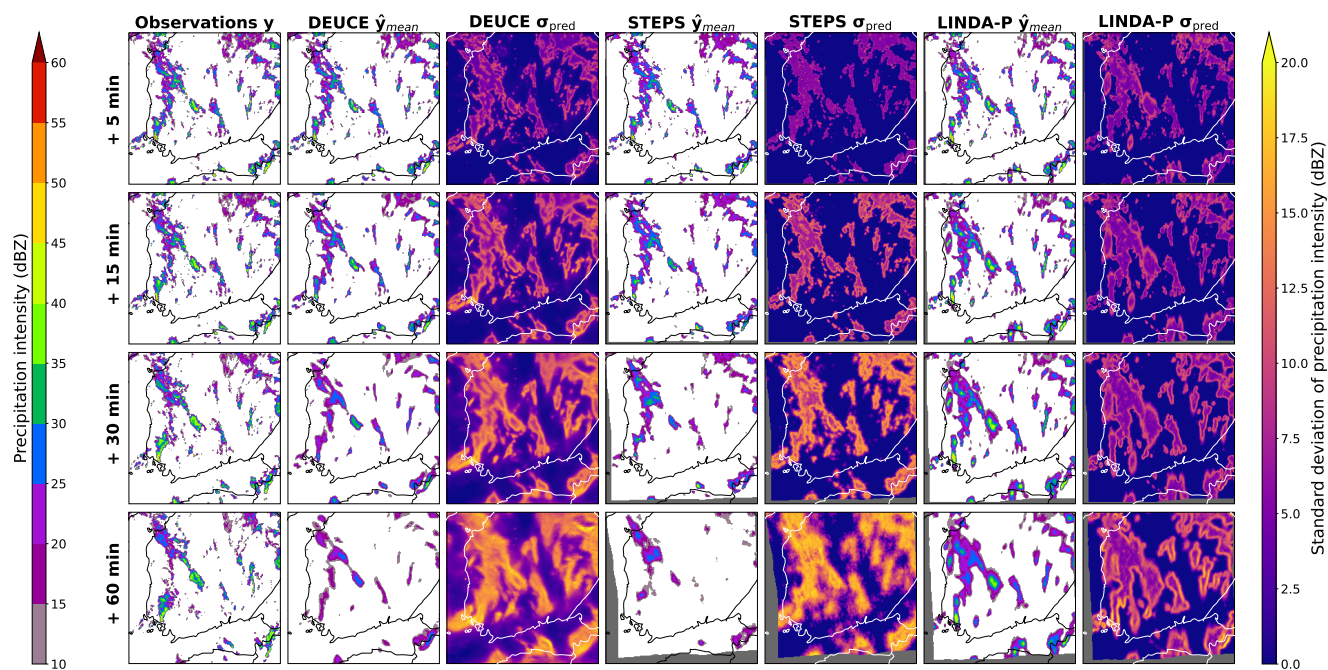 Observations y
DEUCE ŷmean
DEUCE σpred
STEPS ŷmean
STEPS σpred
LINDA-P ŷmean
LINDA-P σpred
Precipitation intensity (dBZ)
60
55
50
45
40
35
30
25
20
15
10
+ 5 min
+ 15 min
+ 30 min
+ 60 min
20.0
17.5
15.0
12.5
10.0
7.5
5.0
2.5
0.0
Standard deviation of precipitation intensity (dBZ)